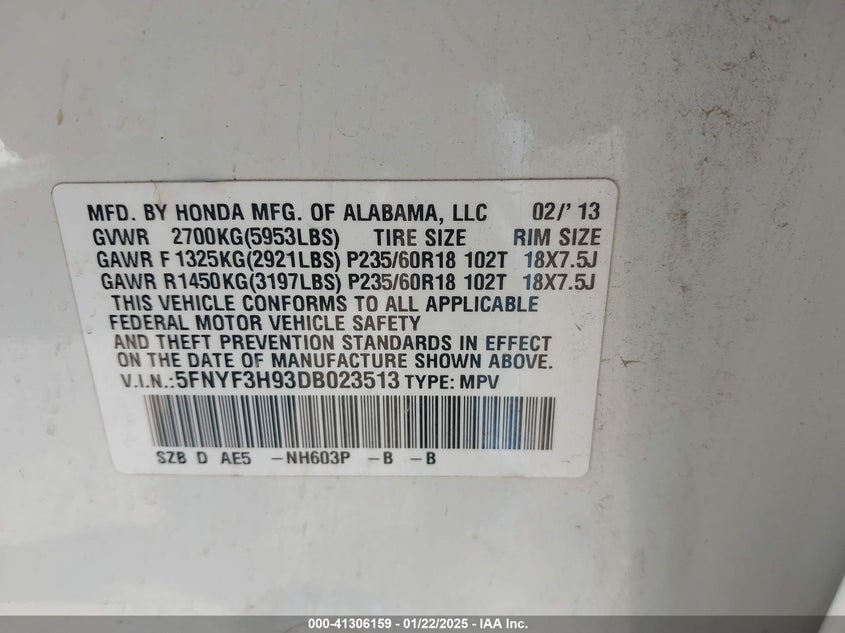 MFD. BY HONDA MFG. OF ALABAMA, LLC 02/' 13
GVWR 2700KG(5953LBS) TIRE SIZE RIM SIZE
GAWR F 1325KG(2921LBS) P235/60R18 102T 18X7.5J
GAWR R1450KG(3197LBS) P235/60R18 102T 18X7.5J
THIS VEHICLE CONFORMS TO ALL APPLICABLE
FEDERAL MOTOR VEHICLE SAFETY
AND THEFT PREVENTION STANDARDS IN EFFECT
ON THE DATE OF MANUFACTURE SHOWN ABOVE.
V.I.N.:5FNYF3H93DB023513 TYPE: MPV
SZB D AE5 -NH603P -B -B
000-41306159 — 01/22/2025 — IAA Inc.